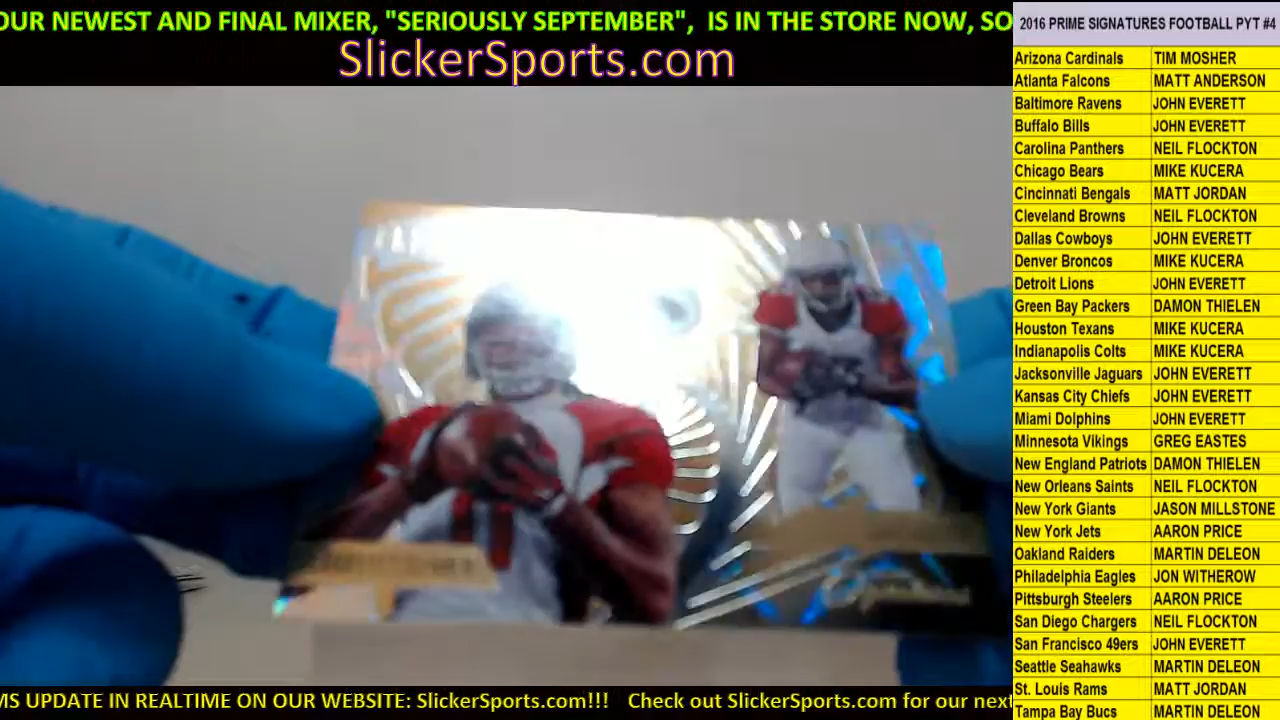 OUR NEWEST AND FINAL MIXER, "SERIOUSLY SEPTEMBER", IS IN THE STORE NOW, SO
SlickerSports.com
2016 PRIME SIGNATURES FOOTBALL PYT #4
Arizona Cardinals TIM MOSHER
Atlanta Falcons MATT ANDERSON
Baltimore Ravens JOHN EVERETT
Buffalo Bills JOHN EVERETT
Carolina Panthers NEIL FLOCKTON
Chicago Bears MIKE KUCERA
Cincinnati Bengals MATT JORDAN
Cleveland Browns NEIL FLOCKTON
Dallas Cowboys JOHN EVERETT
Denver Broncos MIKE KUCERA
Detroit Lions JOHN EVERETT
Green Bay Packers DAMON THIELEN
Houston Texans MIKE KUCERA
Indianapolis Colts MIKE KUCERA
Jacksonville Jaguars JOHN EVERETT
Kansas City Chiefs JOHN EVERETT
Miami Dolphins JOHN EVERETT
Minnesota Vikings GREG EASTES
New England Patriots DAMON THIELEN
New Orleans Saints NEIL FLOCKTON
New York Giants JASON MILLSTONE
New York Jets AARON PRICE
Oakland Raiders MARTIN DELEON
Philadelphia Eagles JON WITHEROW
Pittsburgh Steelers AARON PRICE
San Diego Chargers NEIL FLOCKTON
San Francisco 49ers JOHN EVERETT
Seattle Seahawks MARTIN DELEON
St. Louis Rams MATT JORDAN
Tampa Bay Bucs MARTIN DELEON
MS UPDATE IN REALTIME ON OUR WEBSITE: SlickerSports.com!!! Check out SlickerSports.com for our next